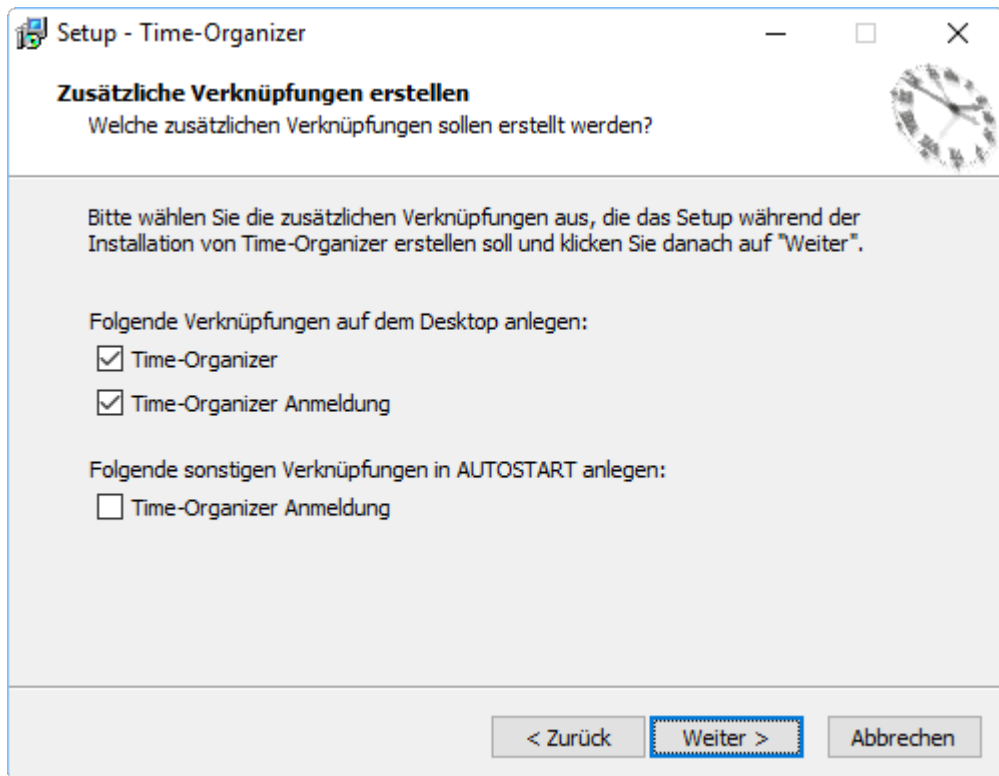 Setup - Time-Organizer
Zusätzliche Verknüpfungen erstellen
Welche zusätzlichen Verknüpfungen sollen erstellt werden?
Bitte wählen Sie die zusätzlichen Verknüpfungen aus, die das Setup während der
Installation von Time-Organizer erstellen soll und klicken Sie danach auf "Weiter".
Folgende Verknüpfungen auf dem Desktop anlegen:
Time-Organizer
Time-Organizer Anmeldung
Folgende sonstigen Verknüpfungen in AUTOSTART anlegen:
Time-Organizer Anmeldung
< Zurück
Weiter >
Abbrechen